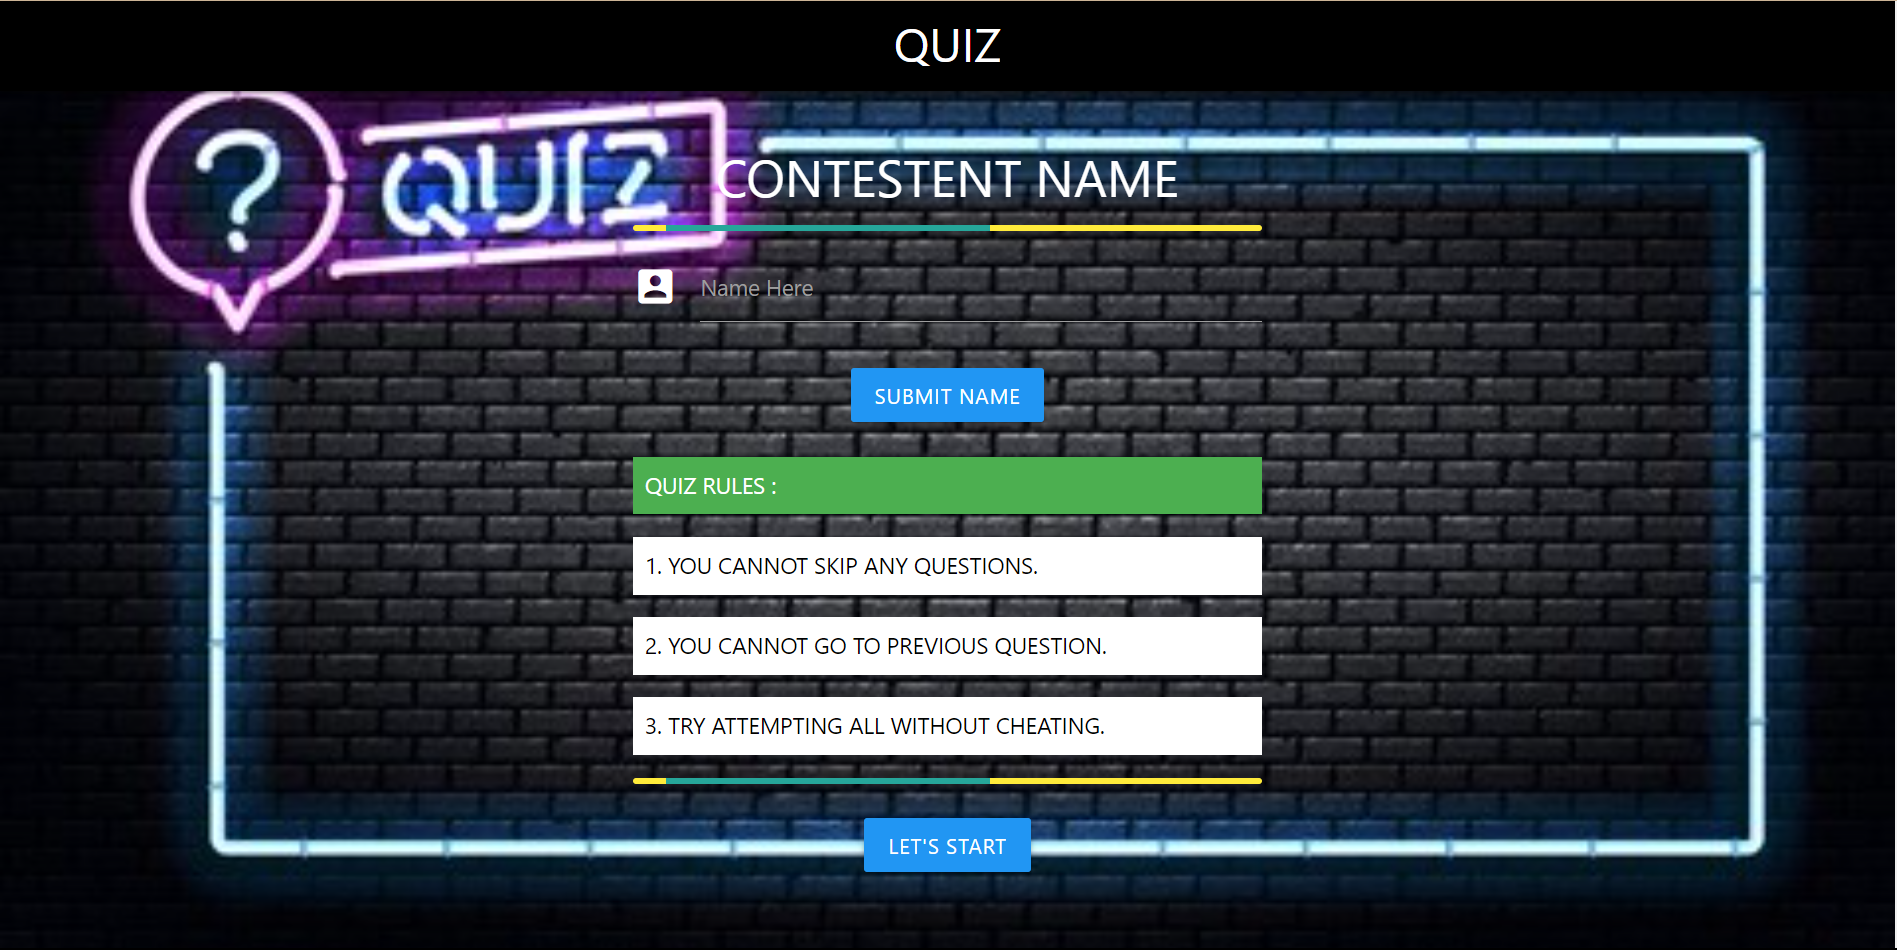 QUIZ
? QUIZ
CONTESTENT NAME
Name Here
SUBMIT NAME
QUIZ RULES :
1. YOU CANNOT SKIP ANY QUESTIONS.
2. YOU CANNOT GO TO PREVIOUS QUESTION.
3. TRY ATTEMPTING ALL WITHOUT CHEATING.
LET'S START